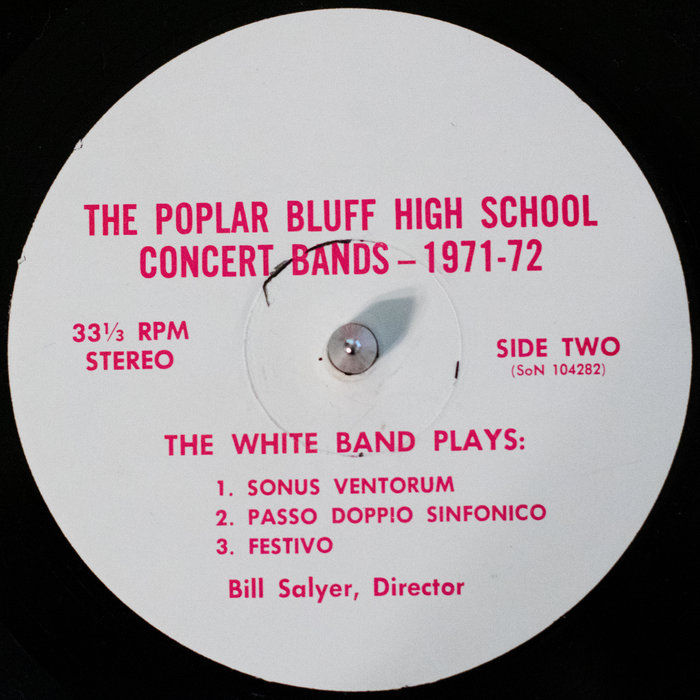 THE POPLAR BLUFF HIGH SCHOOL
CONCERT BANDS – 1971-72
33⅓ RPM
STEREO
SIDE TWO
(SoN 104282)
THE WHITE BAND PLAYS:
1. SONUS VENTORUM
2. PASSO DOPPIO SINFONICO
3. FESTIVO
Bill Salyer, Director